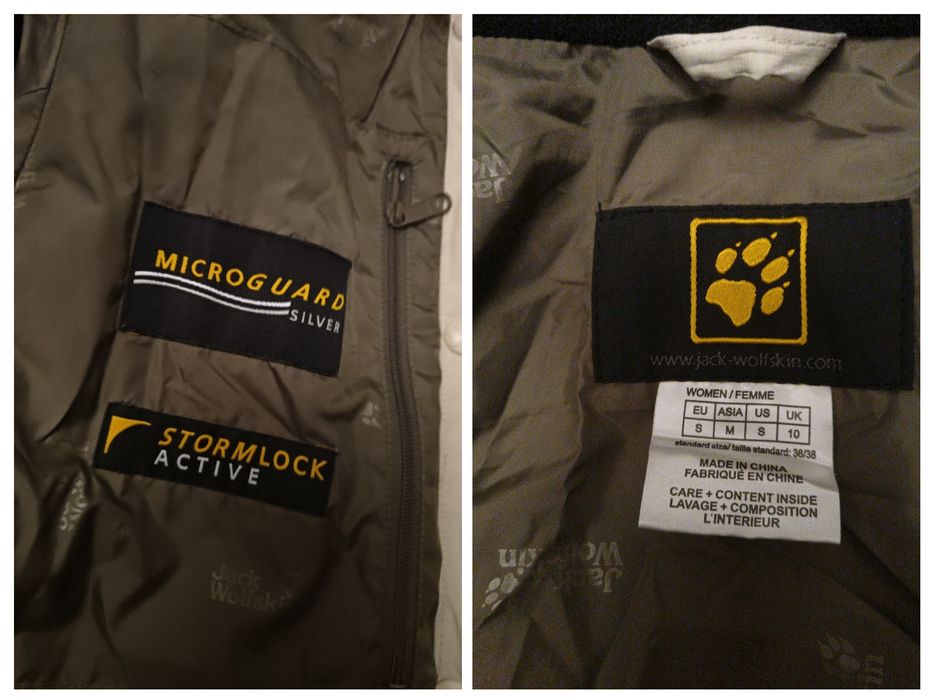 MICROGUARD
SILVER
STORMLOCK
ACTIVE
Jack
Wolfskin
www.jack-wolfskin.com
WOMEN / FEMME
EU ASIA US UK
S M S 10
standard size/ taille standard: 36/38
MADE IN CHINA
FABRIQUÉ EN CHINE
CARE + CONTENT INSIDE
LAVAGE + COMPOSITION
L'INTERIEUR
Jack
Wolfskin